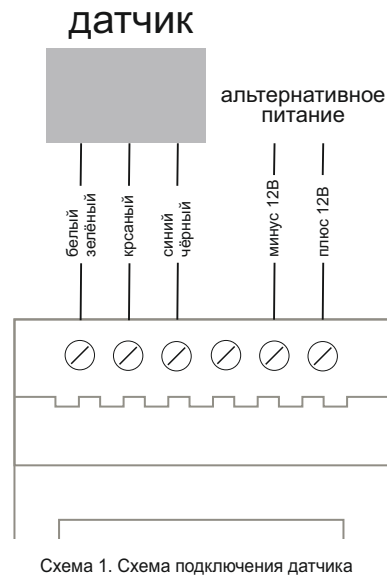 датчик
альтернативное
питание
белый
зелёный
крсаный
синий
чёрный
минус 12В
плюс 12В
Схема 1. Схема подключения датчика